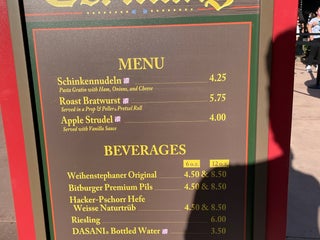 Germany
MENU
Schinkennudeln 4.25
Pasta Gratin with Ham, Onions, and Cheese
Roast Bratwurst 5.75
Served in a Prop & Peller® Pretzel Roll
Apple Strudel 4.00
Served with Vanilla Sauce
BEVERAGES
6 oz. 12 oz.
Weihenstephaner Original 4.50 & 8.50
Bitburger Premium Pils 4.50 & 8.50
Hacker-Pschorr Hefe
Weisse Naturtrüb 4.50 & 8.50
Riesling 6.00
DASANI® Bottled Water 3.50